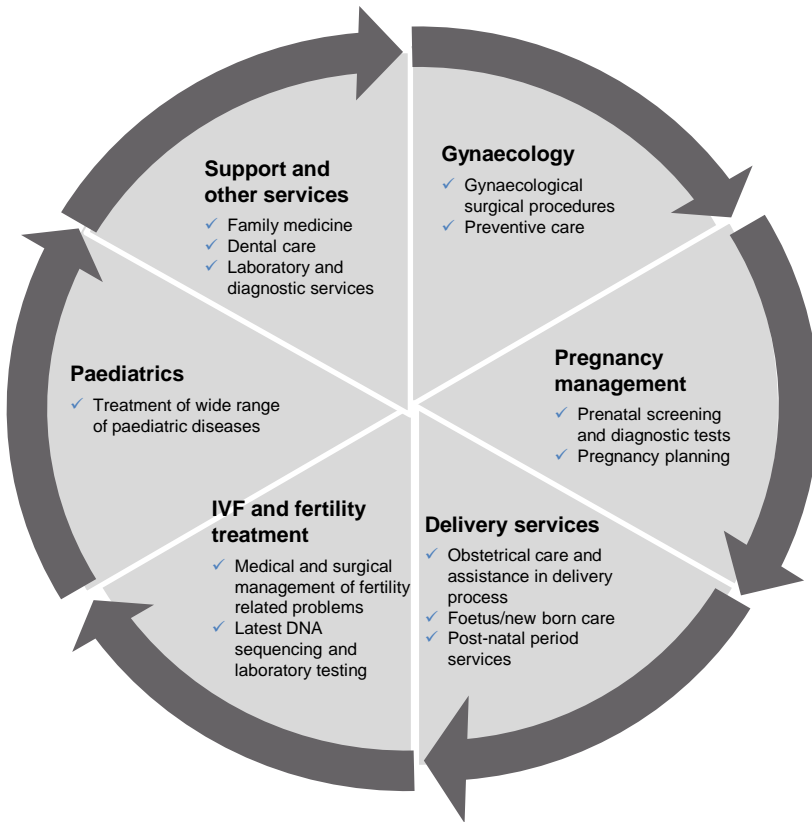 Gynaecology
✓ Gynaecological
surgical procedures
✓ Preventive care
Pregnancy
management
✓ Prenatal screening
and diagnostic tests
✓ Pregnancy planning
Delivery services
✓ Obstetrical care and
assistance in delivery
process
✓ Foetus/new born care
✓ Post-natal period
services
IVF and fertility
treatment
✓ Medical and surgical
management of fertility
related problems
✓ Latest DNA
sequencing and
laboratory testing
Paediatrics
✓ Treatment of wide range
of paediatric diseases
Support and
other services
✓ Family medicine
✓ Dental care
✓ Laboratory and
diagnostic services